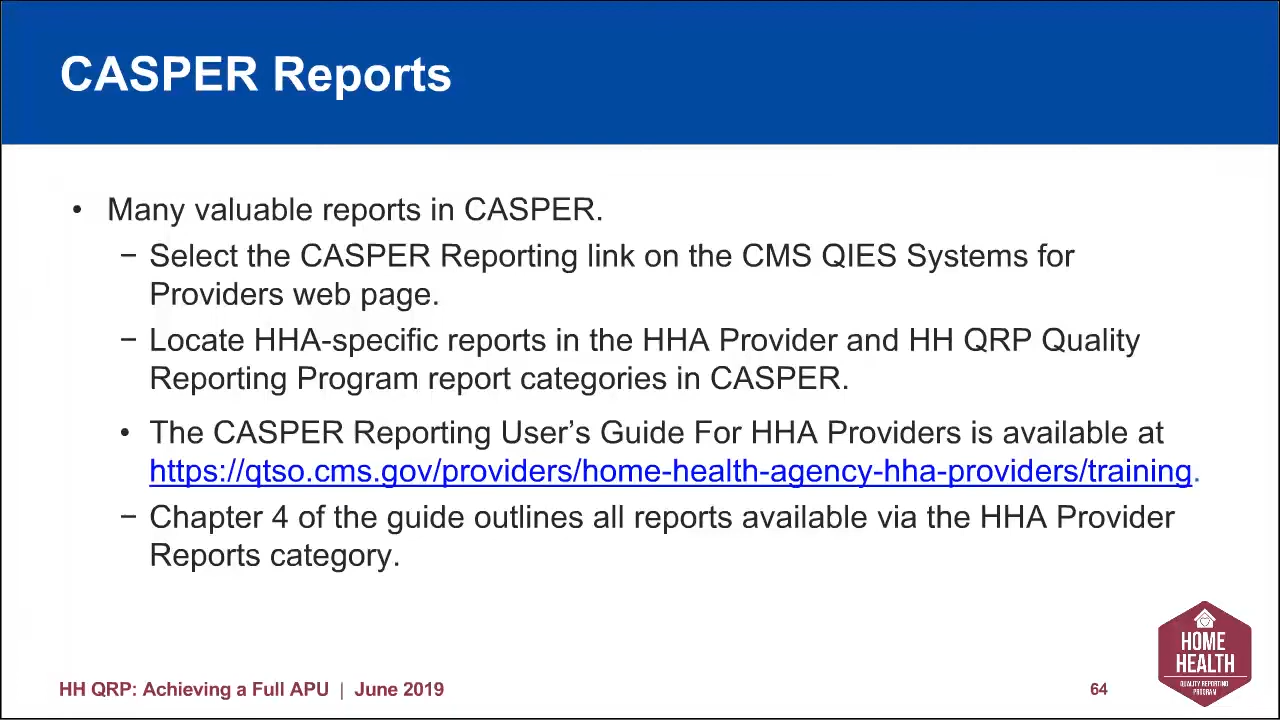 CASPER Reports
• Many valuable reports in CASPER.
− Select the CASPER Reporting link on the CMS QIES Systems for
Providers web page.
− Locate HHA-specific reports in the HHA Provider and HH QRP Quality
Reporting Program report categories in CASPER.
• The CASPER Reporting User’s Guide For HHA Providers is available at
https://qtso.cms.gov/providers/home-health-agency-hha-providers/training.
− Chapter 4 of the guide outlines all reports available via the HHA Provider
Reports category.
HH QRP: Achieving a Full APU | June 2019
64
HOME
HEALTH
QUALITY REPORTING
PROGRAM